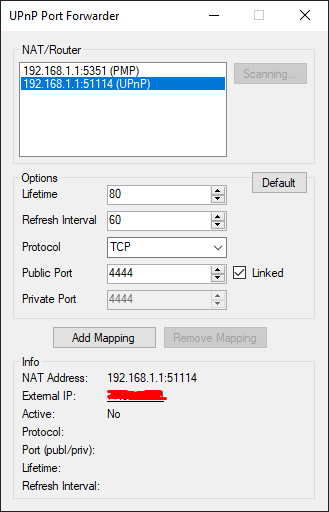 UPnP Port Forwarder
NAT/Router
192.168.1.1:5351 (PMP)
192.168.1.1:51114 (UPnP)
Scanning...
Options
Default
Lifetime 80
Refresh Interval 60
Protocol TCP
Public Port 4444 Linked
Private Port 4444
Add Mapping Remove Mapping
Info
NAT Address: 192.168.1.1:51114
External IP:
Active: No
Protocol:
Port (publ/priv):
Lifetime:
Refresh Interval: